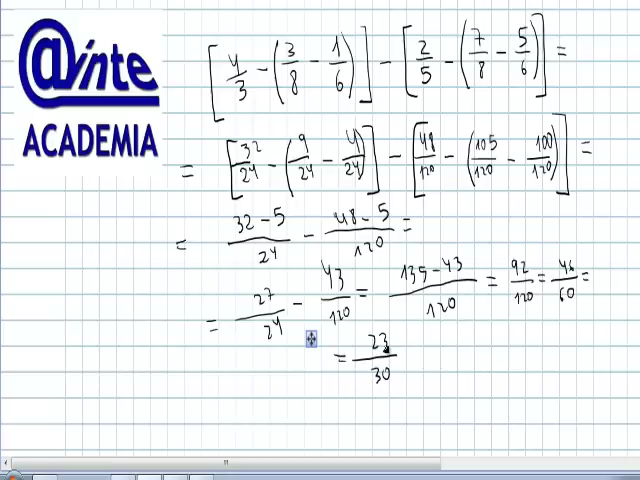 @ainte
ACADEMIA
[4/3 - (3/8 - 1/6)] - [2/5 - (7/8 - 5/6)] =
= [32/24 - (9/24 - 4/24)] - [48/120 - (105/120 - 100/120)] =
= (32 - 5)/24 - (48 - 5)/120 =
= 27/24 - 43/120 = (135 - 43)/120 = 92/120 = 46/60 =
= 23/30